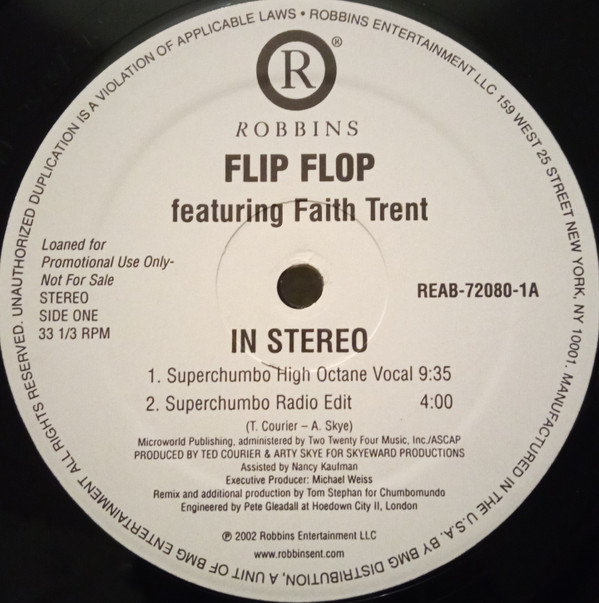 R®
ROBBINS
FLIP FLOP
featuring Faith Trent
Loaned for
Promotional Use Only-
Not For Sale
STEREO
SIDE ONE
33 1/3 RPM
REAB-72080-1A
IN STEREO
1. Superchumbo High Octane Vocal 9:35
2. Superchumbo Radio Edit 4:00
(T. Courier – A. Skye)
Microworld Publishing, administered by Two Twenty Four Music, Inc./ASCAP
PRODUCED BY TED COURIER & ARTY SKYE FOR SKYEWARD PRODUCTIONS
Assisted by Nancy Kaufman
Executive Producer: Michael Weiss
Remix and additional production by Tom Stephan for Chumbomundo
Engineered by Pete Gleadall at Hoedown City II, London
℗ 2002 Robbins Entertainment LLC
www.robbinsent.com
• ROBBINS ENTERTAINMENT LLC 159 WEST 25 STREET NEW YORK, NY 10001. MANUFACTURED IN THE U.S.A. BY BMG DISTRIBUTION, A UNIT OF BMG ENTERTAINMENT ALL RIGHTS RESERVED. UNAUTHORIZED DUPLICATION IS A VIOLATION OF APPLICABLE LAWS